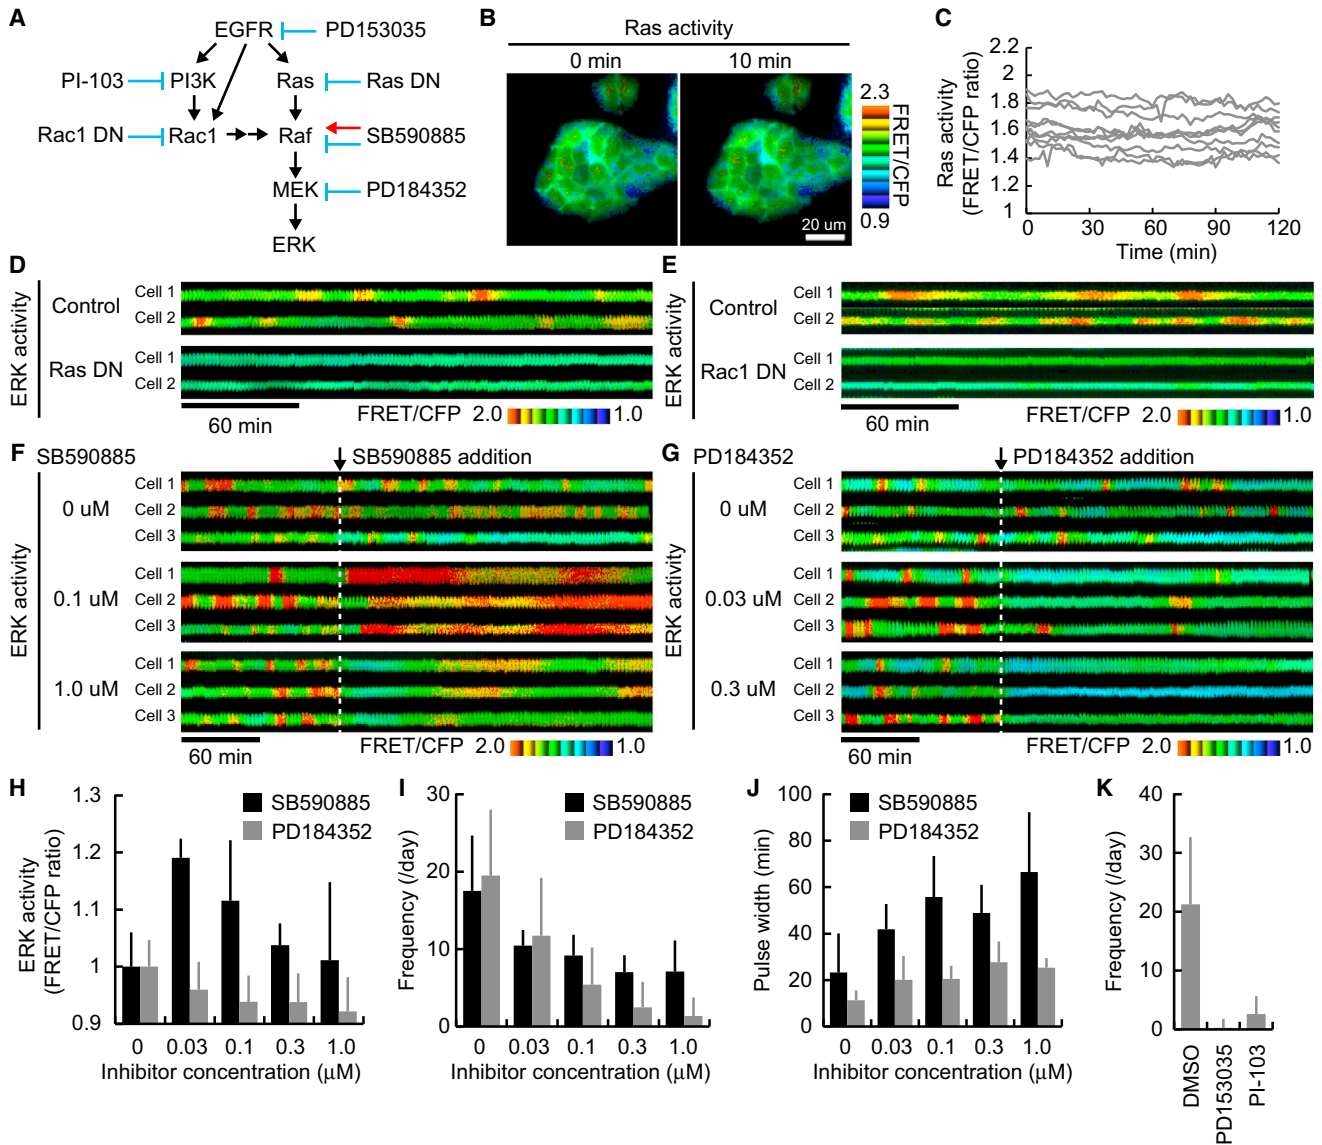 A
EGFR
PD153035
PI-103
PI3K
Ras
Ras DN
Rac1 DN
Rac1
Raf
SB590885
MEK
PD184352
ERK
B
Ras activity
0 min
10 min
20 um
2.3
FRET/CFP
0.9
C
Ras activity
(FRET/CFP ratio)
2.2
2
1.8
1.6
1.4
1.2
1
0
30
60
90
120
Time (min)
D
ERK activity
Control
Cell 1
Cell 2
Ras DN
Cell 1
Cell 2
60 min
FRET/CFP 2.0 1.0
E
ERK activity
Control
Cell 1
Cell 2
Rac1 DN
Cell 1
Cell 2
60 min
FRET/CFP 2.0 1.0
F
SB590885
SB590885 addition
ERK activity
0 uM
Cell 1
Cell 2
Cell 3
0.1 uM
Cell 1
Cell 2
Cell 3
1.0 uM
Cell 1
Cell 2
Cell 3
60 min
FRET/CFP 2.0 1.0
G
PD184352
PD184352 addition
ERK activity
0 uM
Cell 1
Cell 2
Cell 3
0.03 uM
Cell 1
Cell 2
Cell 3
0.3 uM
Cell 1
Cell 2
Cell 3
60 min
FRET/CFP 2.0 1.0
H
ERK activity
(FRET/CFP ratio)
1.3
1.2
1.1
1
0.9
SB590885
PD184352
0 0.03 0.1 0.3 1.0
Inhibitor concentration (μM)
I
Frequency (/day)
30
20
10
0
SB590885
PD184352
0 0.03 0.1 0.3 1.0
Inhibitor concentration (μM)
J
Pulse width (min)
100
80
60
40
20
0
SB590885
PD184352
0 0.03 0.1 0.3 1.0
Inhibitor concentration (μM)
K
Frequency (/day)
40
30
20
10
0
DMSO
PD153035
PI-103